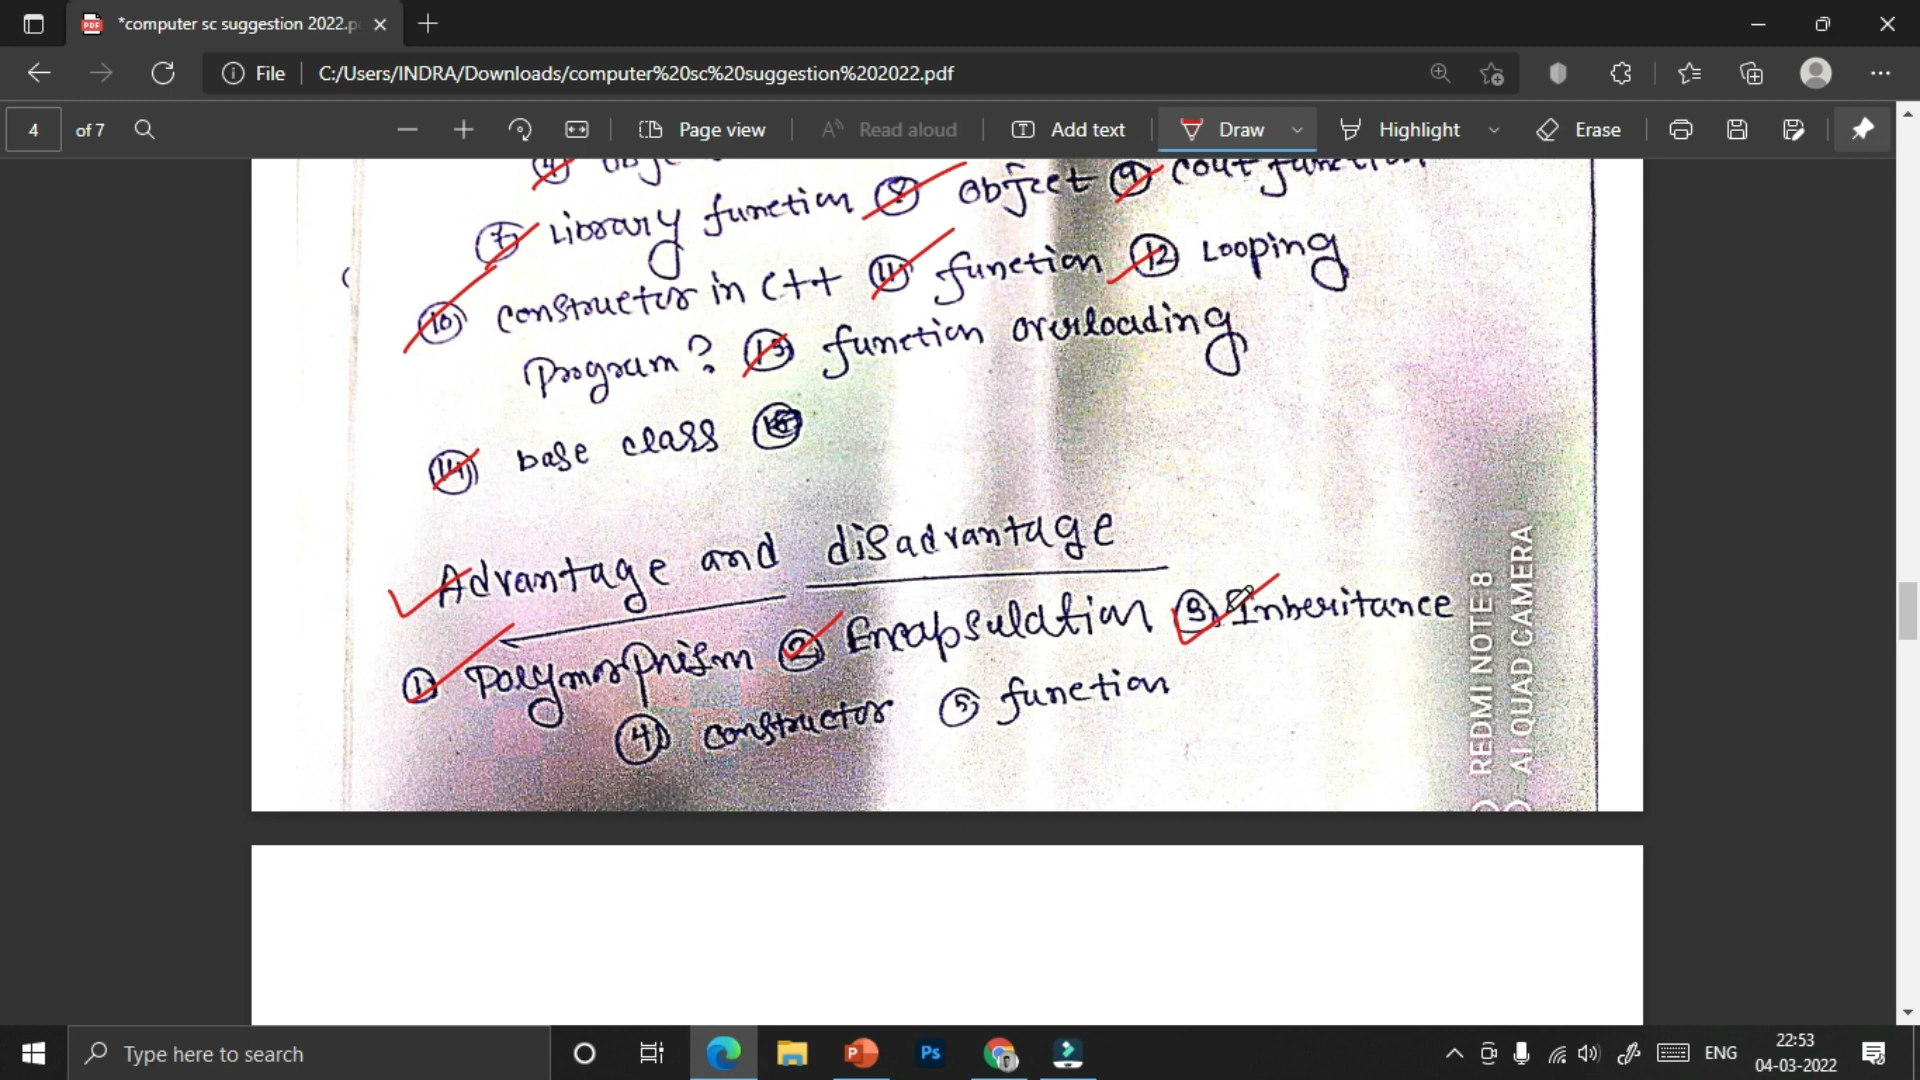 *computer sc suggestion 2022.p
File C:/Users/INDRA/Downloads/computer%20sc%20suggestion%202022.pdf
4 of 7 Page view Read aloud Add text Draw Highlight Erase
⑦ Library function ⑧ object ⑨ cout function
⑩ constructor in C++ ⑪ function ⑫ Looping
Program? ⑬ function overloading
⑭ base class
Advantage and disadvantage
① Polymorphism ② Encapsulation ③ Inheritance
④ constructor ⑤ function
REDMI NOTE 8
AI QUAD CAMERA
Type here to search
P Ps ENG 22:53
04-03-2022